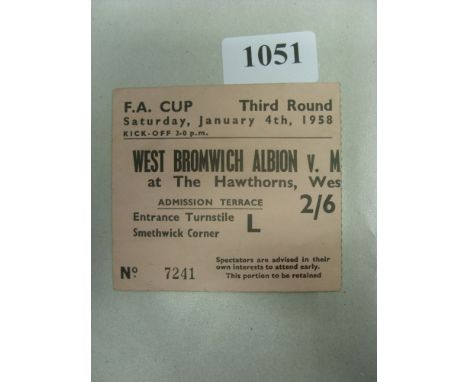 1051
F.A. CUP Third Round
Saturday, January 4th, 1958
KICK-OFF 2-0 p.m.
WEST BROMWICH ALBION v. M
at The Hawthorns, Wes
ADMISSION TERRACE 2/6
Entrance Turnstile L
Smethwick Corner
Spectators are advised in their
own interests to attend early.
This portion to be retained
Nº 7241